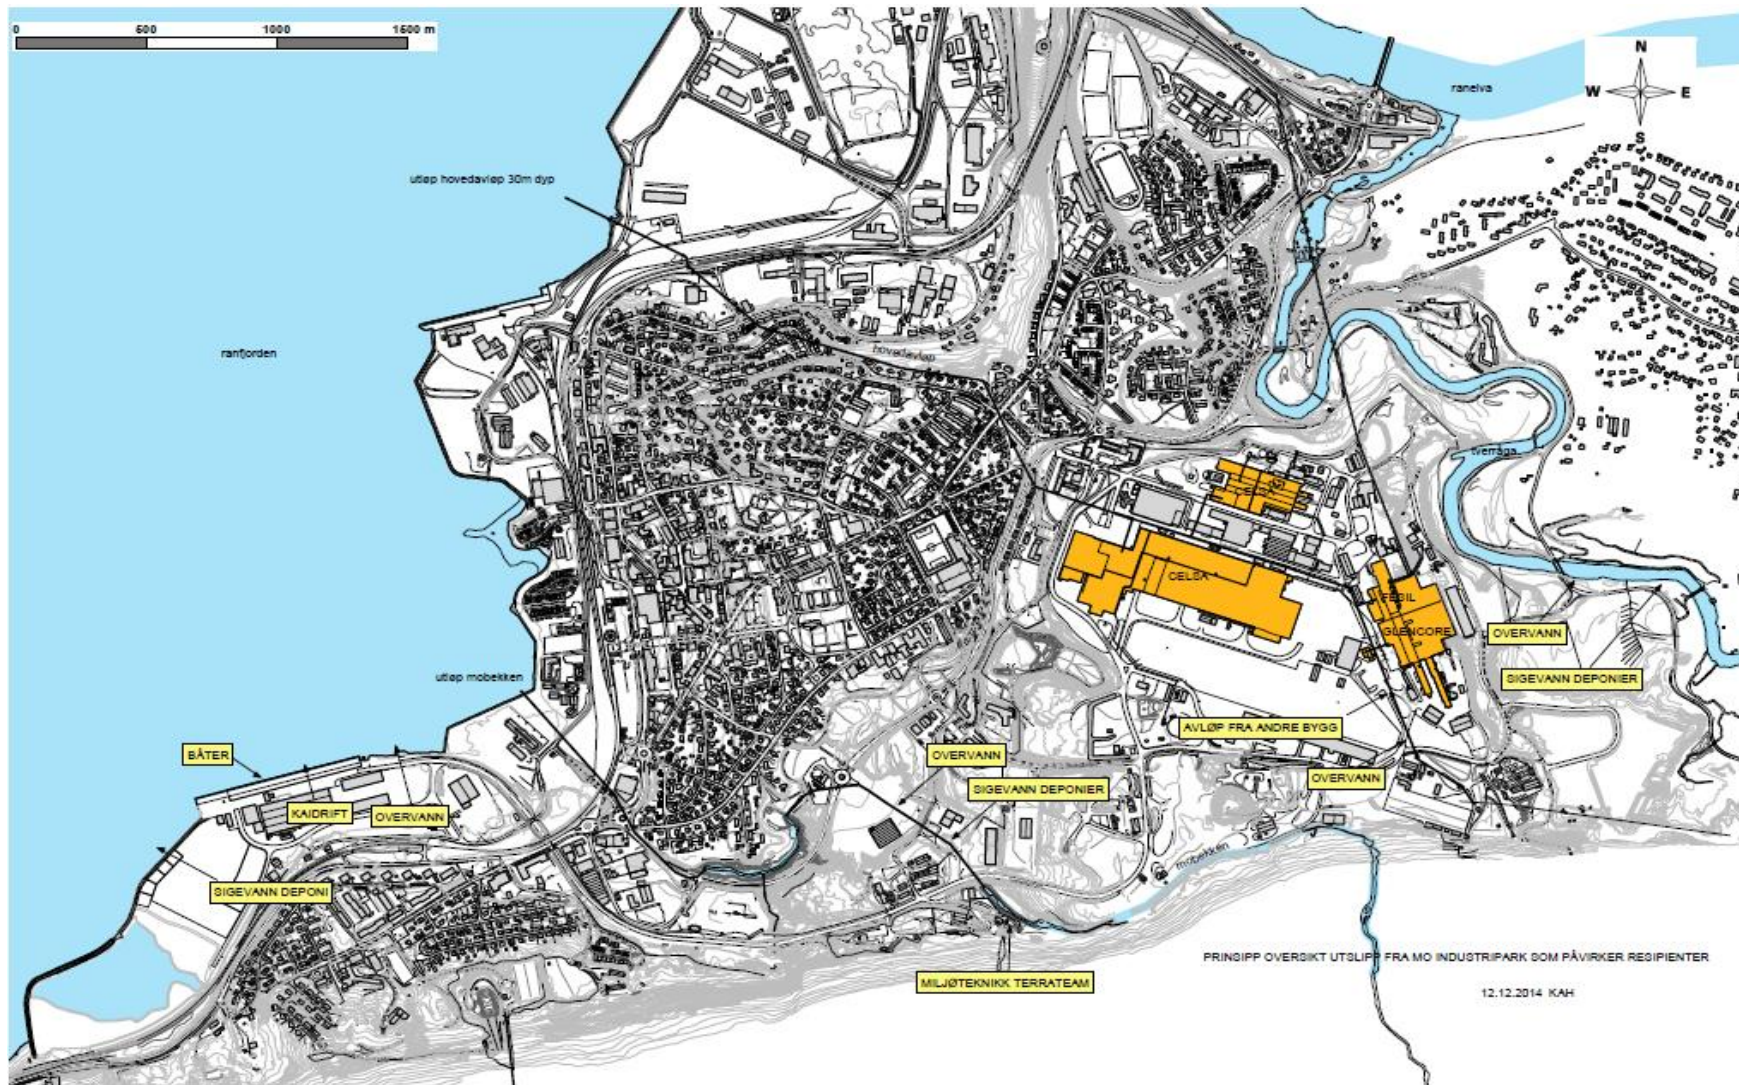 0 500 1000 1500 m
N
W E
S
ranelva
utløp hovedavløp 30m dyp
ranfjorden
hovedavløp
tverråga
CELSA
CELSA
FESIL
GLENCORE
OVERVANN
SIGEVANN DEPONIER
utløp mobekken
AVLØP FRA ANDRE BYGG
BÅTER
OVERVANN
OVERVANN
SIGEVANN DEPONIER
KAIDRIFT
OVERVANN
mobekken
SIGEVANN DEPONI
MILJØTEKNIKK TERRATEAM
PRINSIPP OVERSIKT UTSLIPP FRA MO INDUSTRIPARK SOM PÅVIRKER RESIPIENTER
12.12.2014 KAH